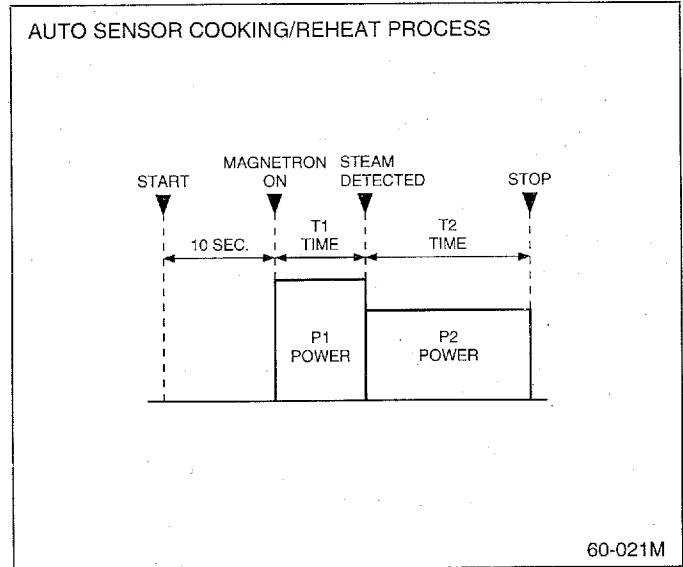 AUTO SENSOR COOKING/REHEAT PROCESS
START
MAGNETRON
ON
STEAM
DETECTED
STOP
10 SEC.
T1
TIME
T2
TIME
P1
POWER
P2
POWER
60-021M